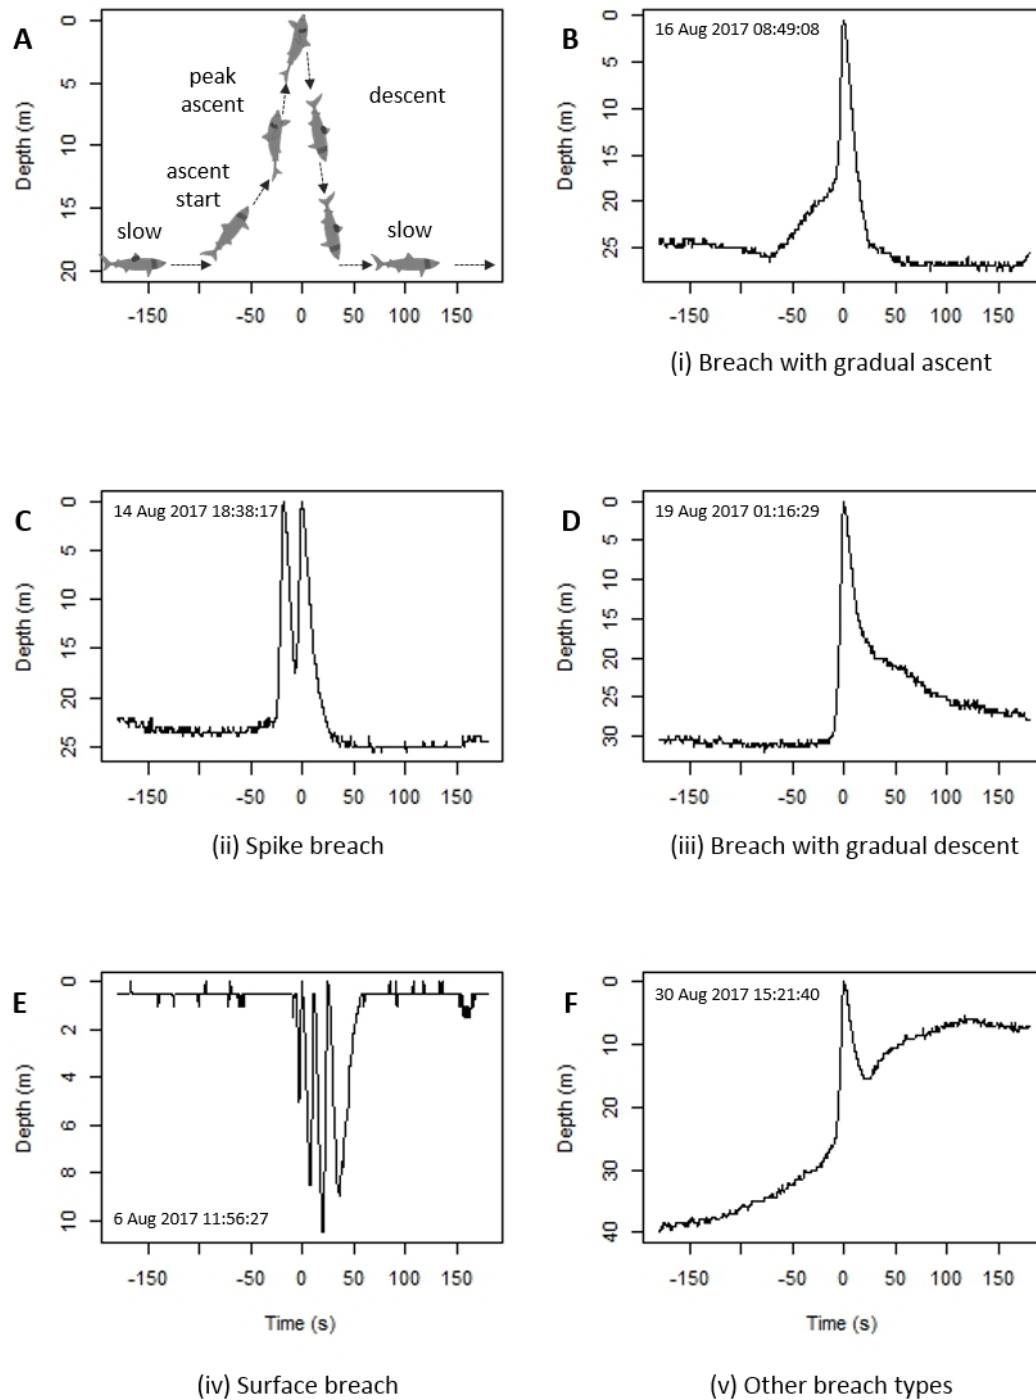 A
Depth (m)
0
5
10
15
20
peak
ascent
descent
ascent
start
slow
slow
-150
-50
0
50
100
150
B
Depth (m)
0
5
10
15
20
25
16 Aug 2017 08:49:08
-150
-50
0
50
100
150
(i) Breach with gradual ascent
C
Depth (m)
0
5
10
15
20
25
14 Aug 2017 18:38:17
-150
-50
0
50
100
150
(ii) Spike breach
D
Depth (m)
0
5
10
15
20
25
30
19 Aug 2017 01:16:29
-150
-50
0
50
100
150
(iii) Breach with gradual descent
E
Depth (m)
0
2
4
6
8
10
6 Aug 2017 11:56:27
-150
-50
0
50
100
150
Time (s)
(iv) Surface breach
F
Depth (m)
0
10
20
30
40
30 Aug 2017 15:21:40
-150
-50
0
50
100
150
Time (s)
(v) Other breach types